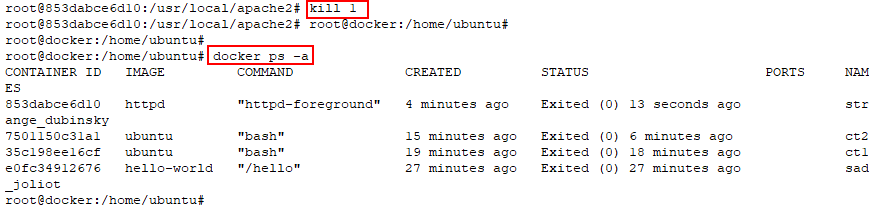 root@853dabce6d10:/usr/local/apache2# kill 1
root@853dabce6d10:/usr/local/apache2# root@docker:/home/ubuntu#
root@docker:/home/ubuntu#
root@docker:/home/ubuntu# docker ps -a
CONTAINER ID   IMAGE         COMMAND              CREATED          STATUS                      PORTS     NAM
ES
853dabce6d10   httpd         "httpd-foreground"   4 minutes ago    Exited (0) 13 seconds ago             str
ange_dubinsky
7501150c31a1   ubuntu        "bash"               15 minutes ago   Exited (0) 6 minutes ago              ct2
35c198ee16cf   ubuntu        "bash"               19 minutes ago   Exited (0) 18 minutes ago             ct1
e0fc34912676   hello-world   "/hello"             27 minutes ago   Exited (0) 27 minutes ago             sad
_joliot
root@docker:/home/ubuntu#